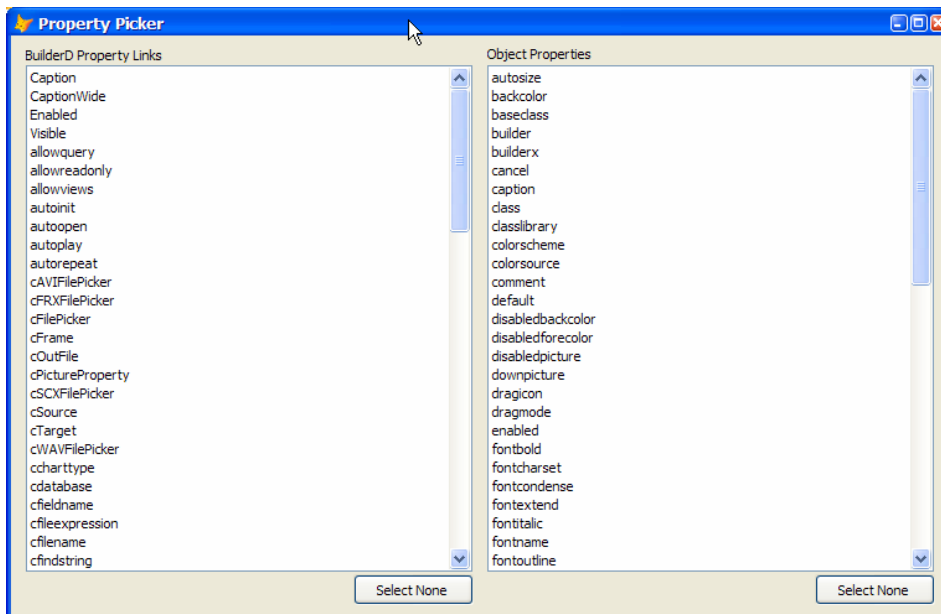 Property Picker
BuilderD Property Links
Caption
CaptionWide
Enabled
Visible
allowquery
allowreadonly
allowviews
autoinit
autoopen
autoplay
autorepeat
cAVIFilePicker
cFRXFilePicker
cFilePicker
cFrame
cOutFile
cPictureProperty
cSCXFilePicker
cSource
cTarget
cWAVFilePicker
ccharttype
cdatabase
cfieldname
cfileexpression
cfilename
cfindstring
Select None
Object Properties
autosize
backcolor
baseclass
builder
builderx
cancel
caption
class
classlibrary
colorscheme
colorsource
comment
default
disabledbackcolor
disabledforecolor
disabledpicture
downpicture
dragicon
dragmode
enabled
fontbold
fontcharset
fontcondense
fontextend
fontitalic
fontname
fontoutline
Select None